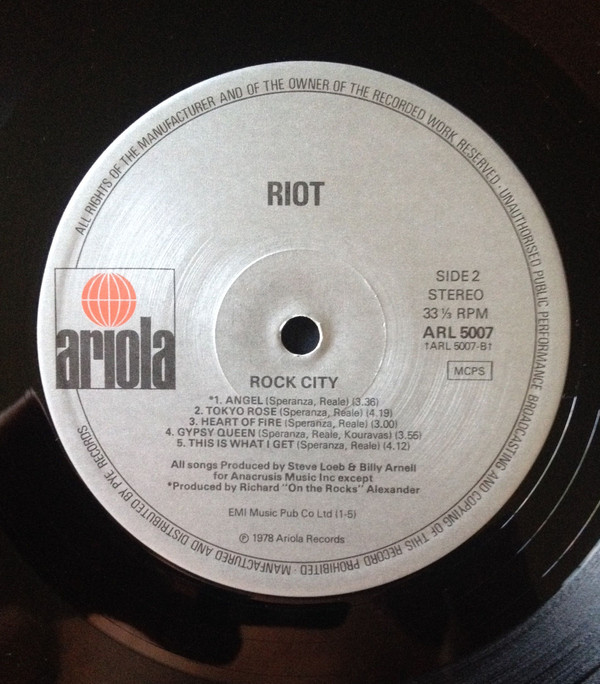 ALL RIGHTS OF THE MANUFACTURER AND OF THE OWNER OF THE RECORDED WORK RESERVED · UNAUTHORISED PUBLIC PERFORMANCE BROADCASTING AND COPYING OF THIS RECORD PROHIBITED · MANFACTURED AND DISTRIBUTED BY PYE RECORDS
RIOT
ariola
SIDE 2
STEREO
33 ⅓ RPM
ARL 5007
†ARL 5007-B†
MCPS
ROCK CITY
*1. ANGEL (Speranza, Reale) (3.36)
2. TOKYO ROSE (Speranza, Reale) (4.19)
3. HEART OF FIRE (Speranza, Reale) (3.00)
4. GYPSY QUEEN (Speranza, Reale, Kouravas) (3.55)
5. THIS IS WHAT I GET (Speranza, Reale) (4.12)
All songs Produced by Steve Loeb & Billy Arnell
for Anacrusis Music Inc except
*Produced by Richard "On the Rocks" Alexander
EMI Music Pub Co Ltd (1-5)
℗ 1978 Ariola Records